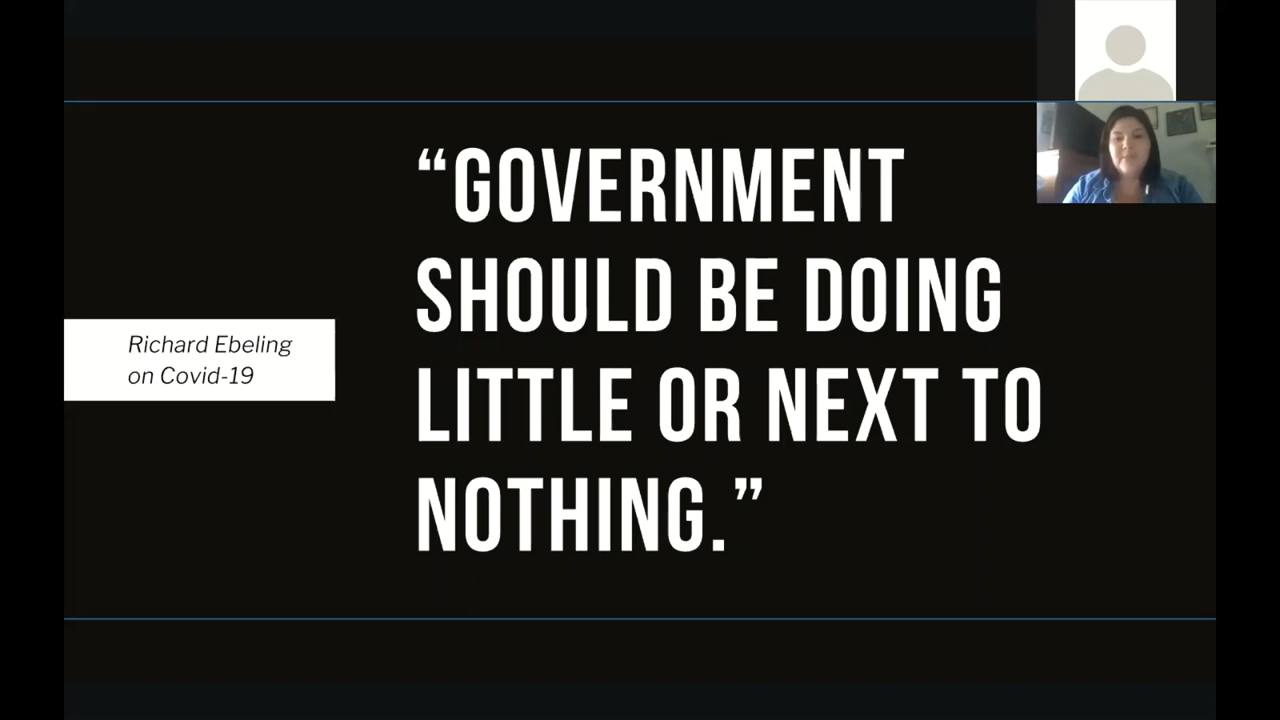 Richard Ebeling
on Covid-19
“GOVERNMENT
SHOULD BE DOING
LITTLE OR NEXT TO
NOTHING.”